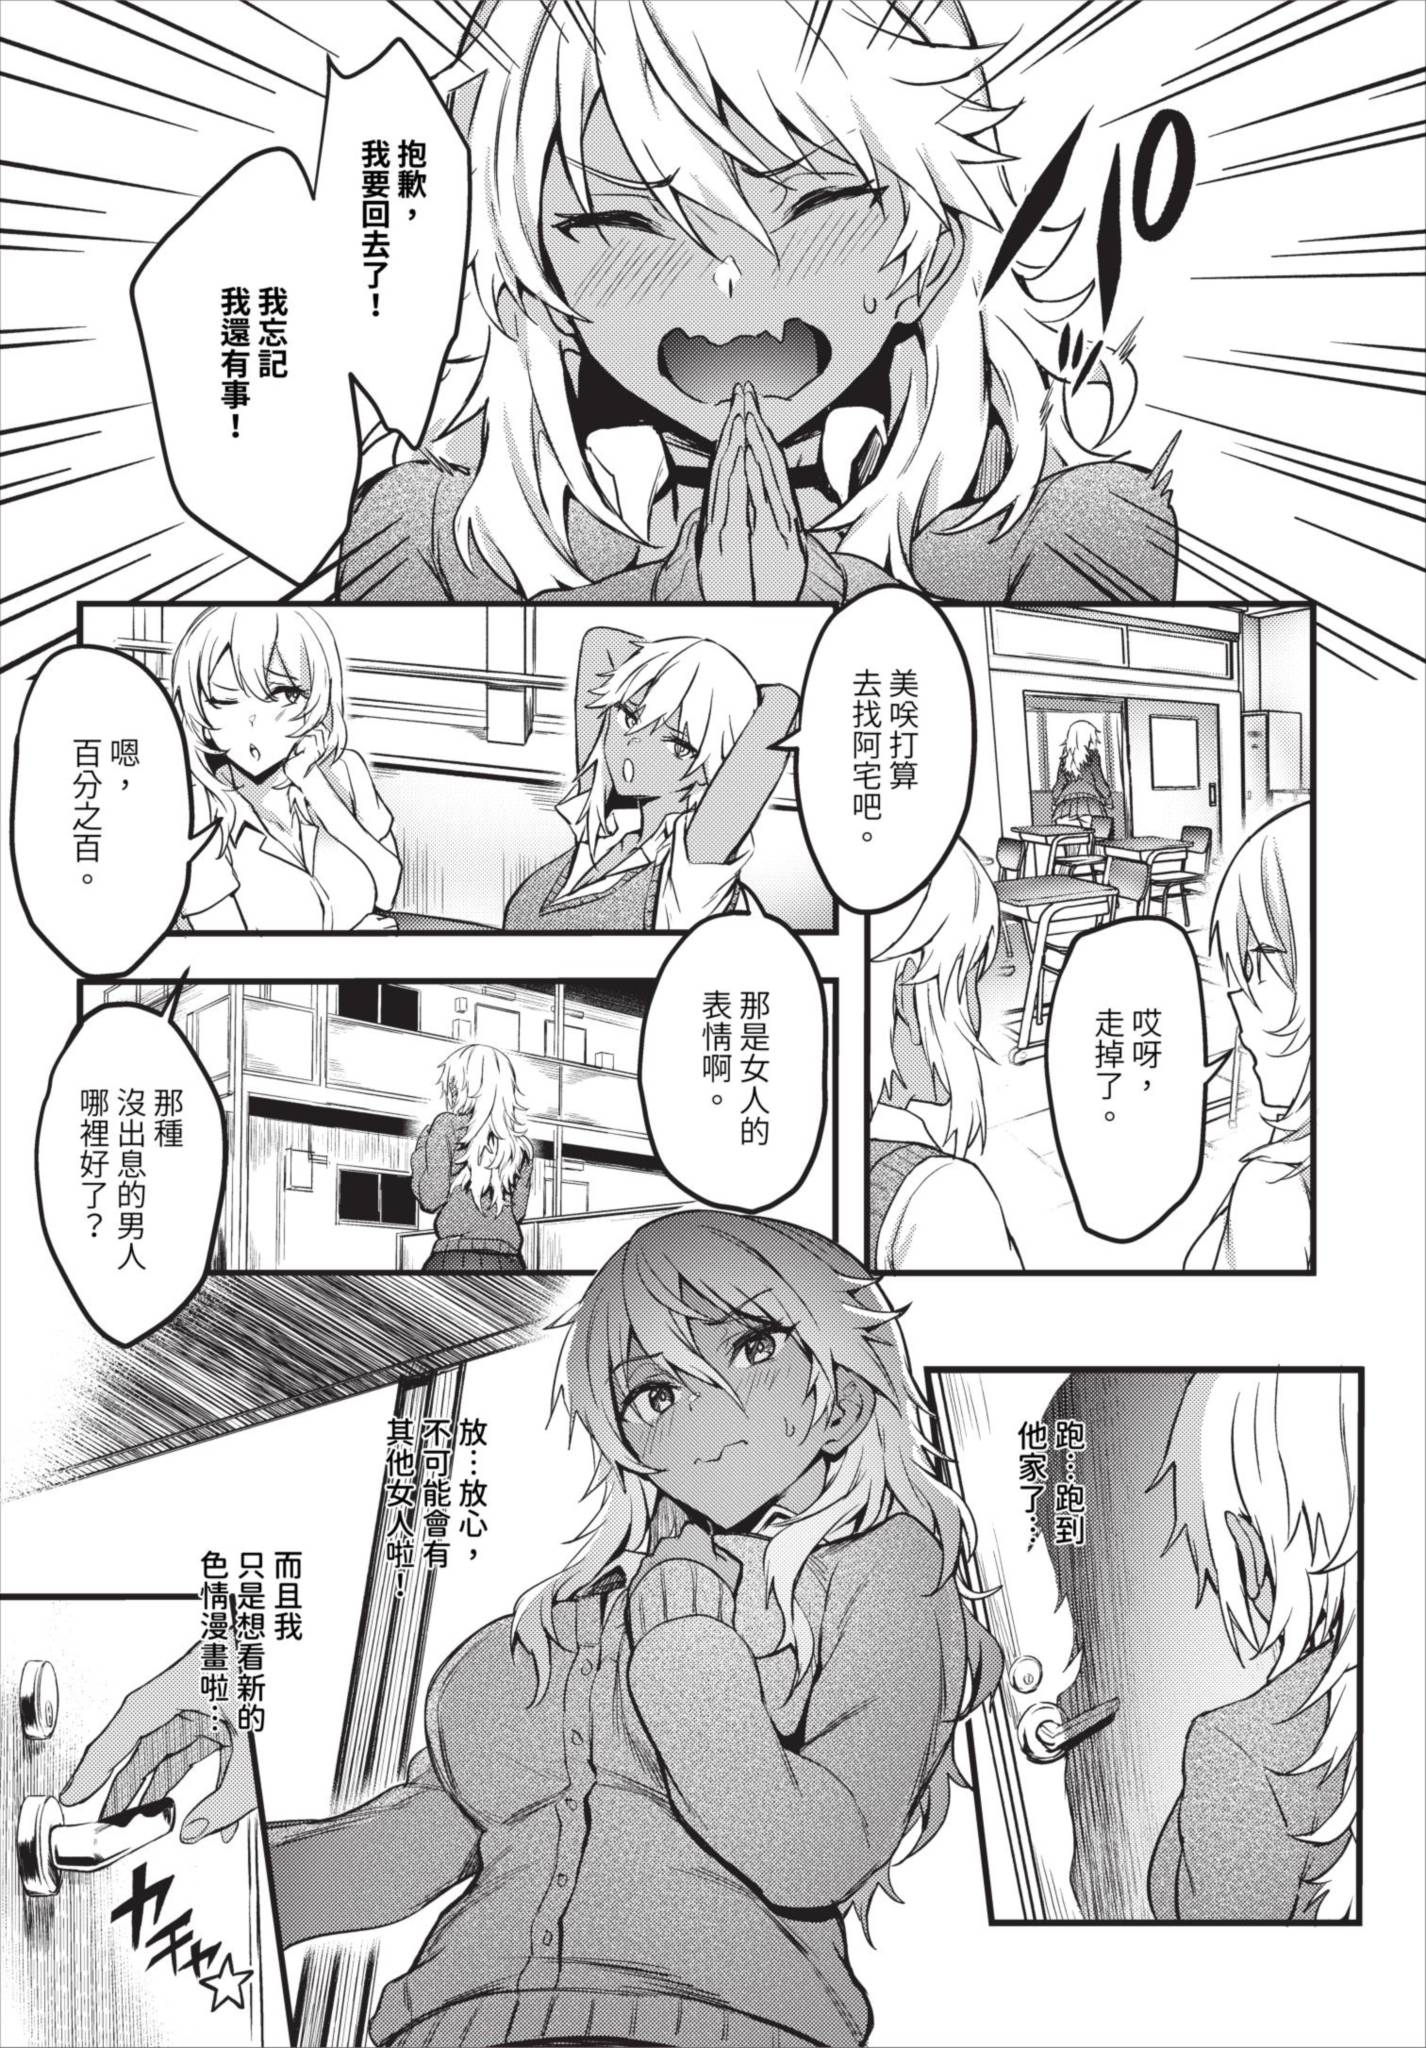 パンッ
抱歉，
我要回去了！
我忘記
我還有事！
哎呀，
走掉了。
美咲打算
去找阿宅吧。
那是女人的
表情啊。
嗯，
百分之百。
那種
沒出息的男人
哪裡好了？
跑…跑到
他家了…
放…放心，
不可能會有
其他女人啦！
而且我
只是想看新的
色情漫畫啦…
ガチャ☆